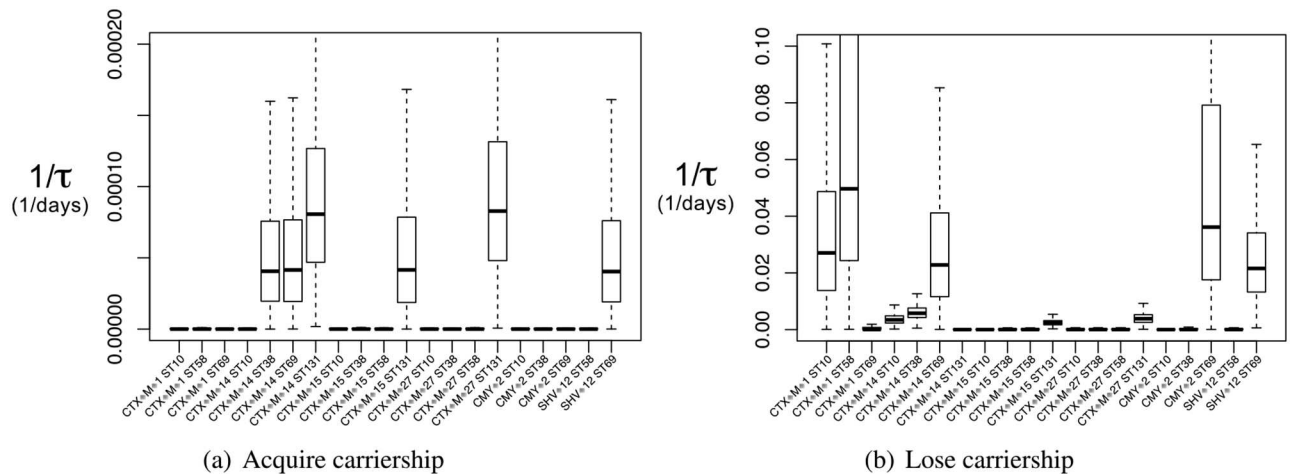 0.00020
0.00010
0.00000
1/τ
(1/days)
CTX*M*1 ST10
CTX*M*1 ST58
CTX*M*1 ST69
CTX*M*14 ST10
CTX*M*14 ST38
CTX*M*14 ST69
CTX*M*14 ST131
CTX*M*15 ST10
CTX*M*15 ST38
CTX*M*15 ST58
CTX*M*15 ST131
CTX*M*27 ST10
CTX*M*27 ST38
CTX*M*27 ST58
CTX*M*27 ST131
CMY*2 ST10
CMY*2 ST38
CMY*2 ST69
SHV*12 ST58
SHV*12 ST69
(a) Acquire carriership
0.10
0.08
0.06
0.04
0.02
0.00
1/τ
(1/days)
CTX*M*1 ST10
CTX*M*1 ST58
CTX*M*1 ST69
CTX*M*14 ST10
CTX*M*14 ST38
CTX*M*14 ST69
CTX*M*14 ST131
CTX*M*15 ST10
CTX*M*15 ST38
CTX*M*15 ST58
CTX*M*15 ST131
CTX*M*27 ST10
CTX*M*27 ST38
CTX*M*27 ST58
CTX*M*27 ST131
CMY*2 ST10
CMY*2 ST38
CMY*2 ST69
SHV*12 ST58
SHV*12 ST69
(b) Lose carriership